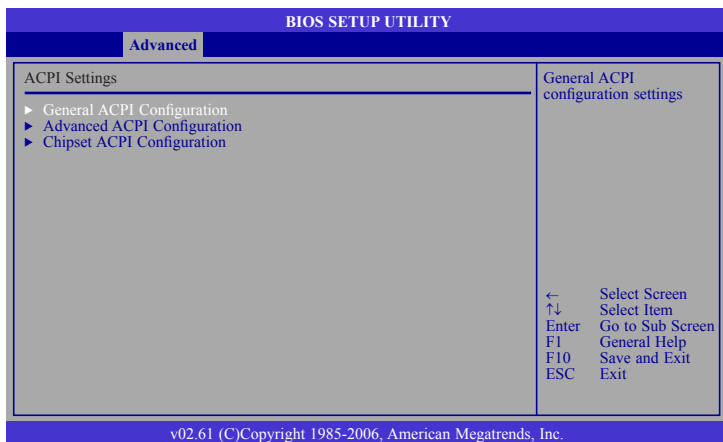 BIOS SETUP UTILITY
Advanced
ACPI Settings
► General ACPI Configuration
► Advanced ACPI Configuration
► Chipset ACPI Configuration
General ACPI
configuration settings
← Select Screen
↑↓ Select Item
Enter Go to Sub Screen
F1 General Help
F10 Save and Exit
ESC Exit
v02.61 (C)Copyright 1985-2006, American Megatrends, Inc.